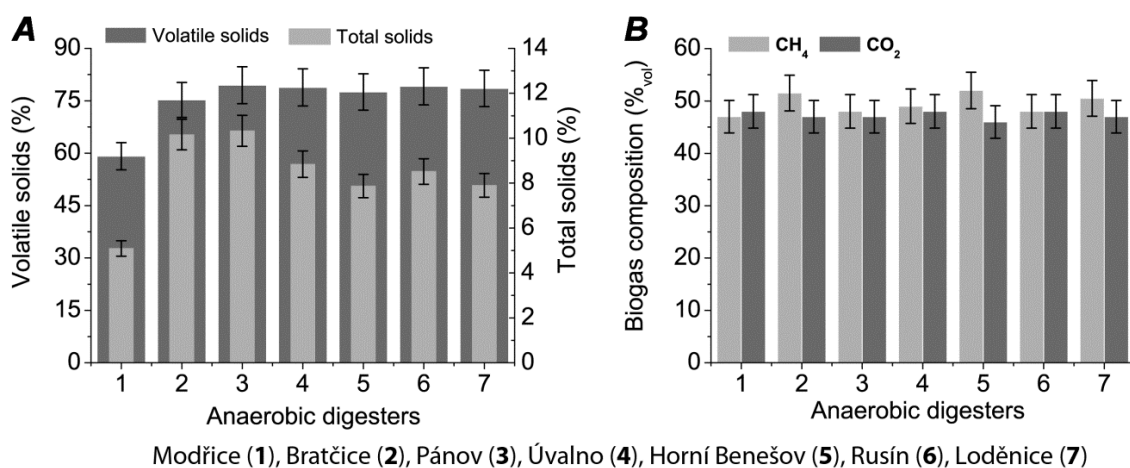 A
Volatile solids
Total solids
90
75
60
45
30
15
0
Volatile solids (%)
14
12
10
8
6
4
2
0
Total solids (%)
1 2 3 4 5 6 7
Anaerobic digesters
B
CH₄
CO₂
60
50
40
30
20
10
0
Biogas composition (%vol)
1 2 3 4 5 6 7
Anaerobic digesters
Modřice (1), Bratčice (2), Pánov (3), Úvalno (4), Horní Benešov (5), Rusín (6), Loděnice (7)